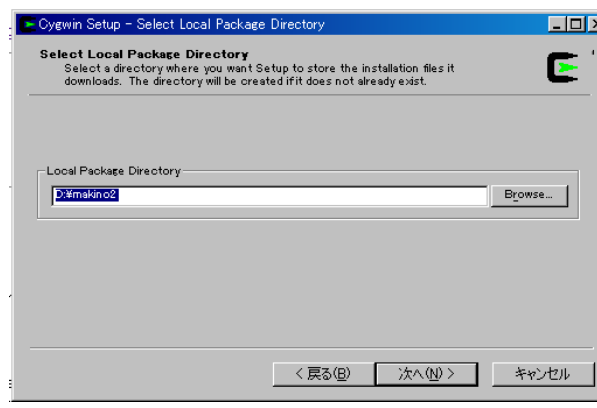 Cygwin Setup - Select Local Package Directory
Select Local Package Directory
Select a directory where you want Setup to store the installation files it
downloads. The directory will be created if it does not already exist.
Local Package Directory
D:¥makino2
Browse...
< 戻る(B)
次へ(N) >
キャンセル